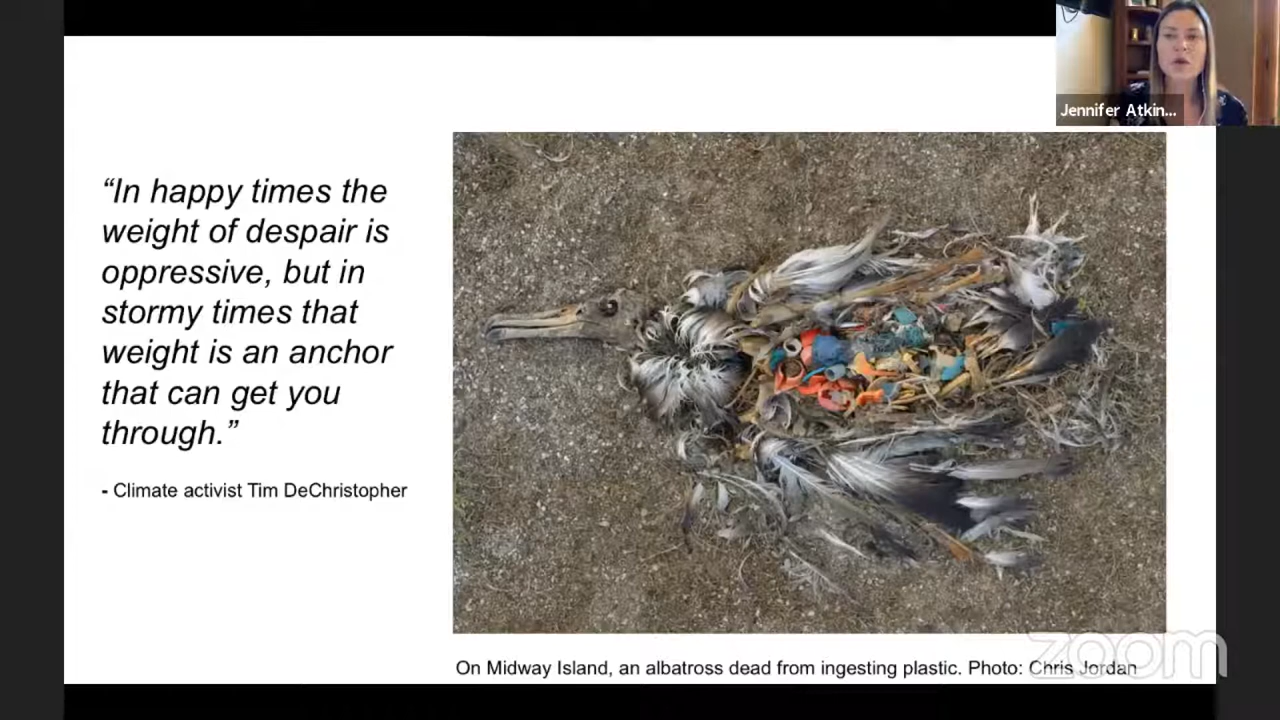 Jennifer Atkin...
“In happy times the
weight of despair is
oppressive, but in
stormy times that
weight is an anchor
that can get you
through.”
- Climate activist Tim DeChristopher
On Midway Island, an albatross dead from ingesting plastic. Photo: Chris Jordan
zoom